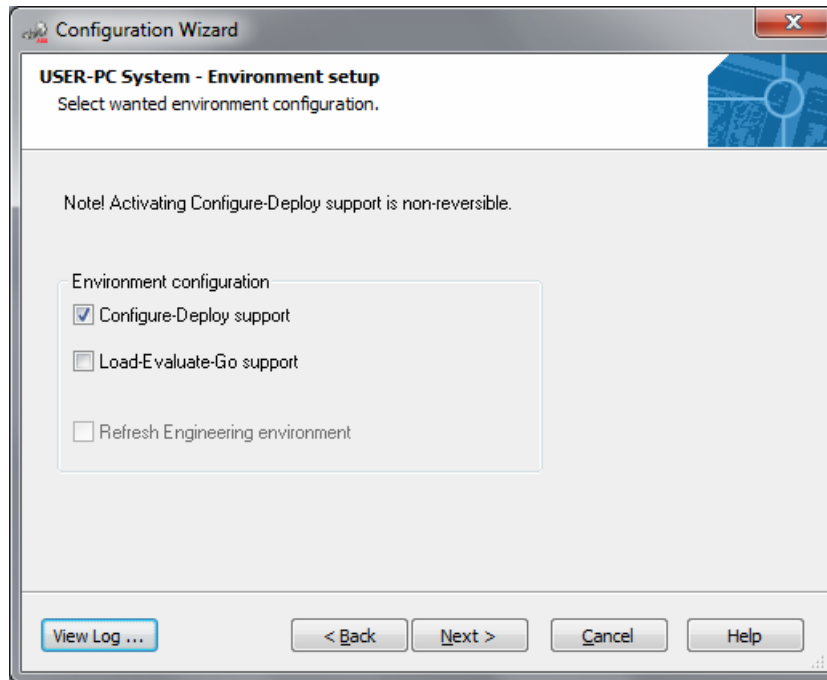 Configuration Wizard
USER-PC System - Environment setup
Select wanted environment configuration.
Note! Activating Configure-Deploy support is non-reversible.
Environment configuration
Configure-Deploy support
Load-Evaluate-Go support
Refresh Engineering environment
View Log ...
< Back
Next >
Cancel
Help